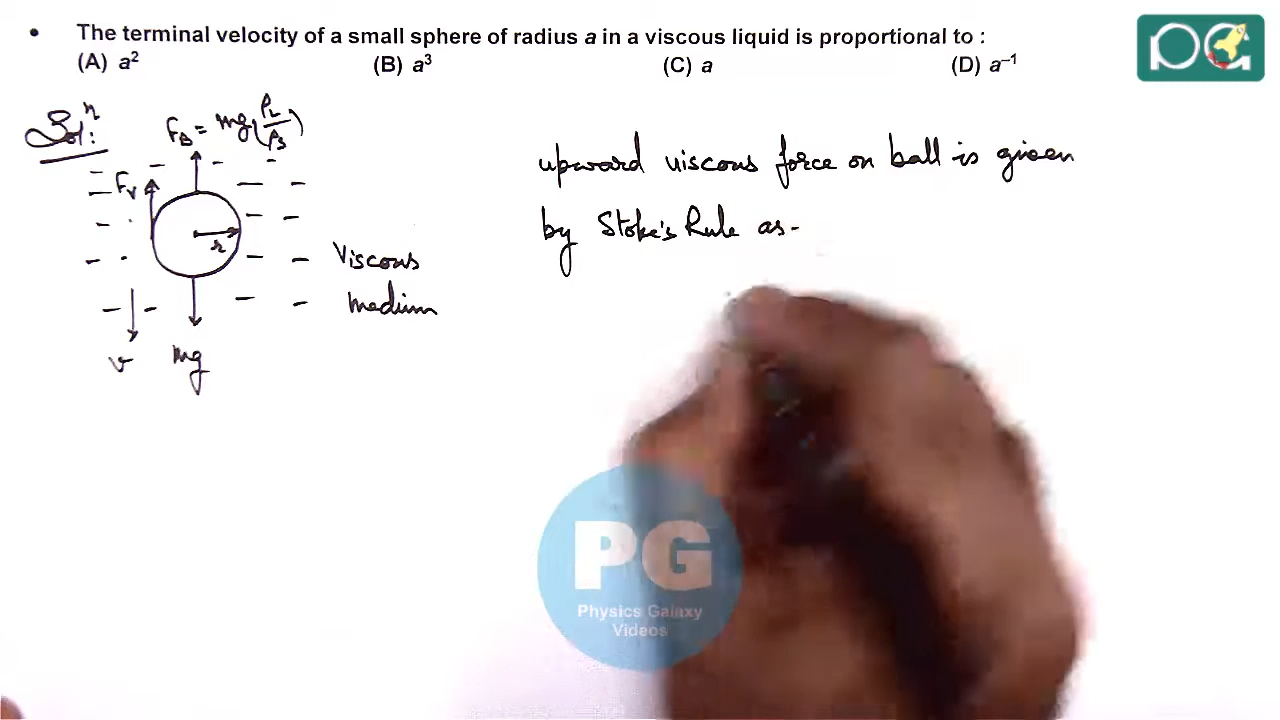 • The terminal velocity of a small sphere of radius a in a viscous liquid is proportional to :
(A) a² (B) a³ (C) a (D) a⁻¹
PG
Solⁿ:
F_B = mg(ρ_L/ρ_s)
F_V
r
Viscous
medium
v
mg
upward viscous force on ball is given
by Stoke's Rule as-
PG
Physics Galaxy
Videos